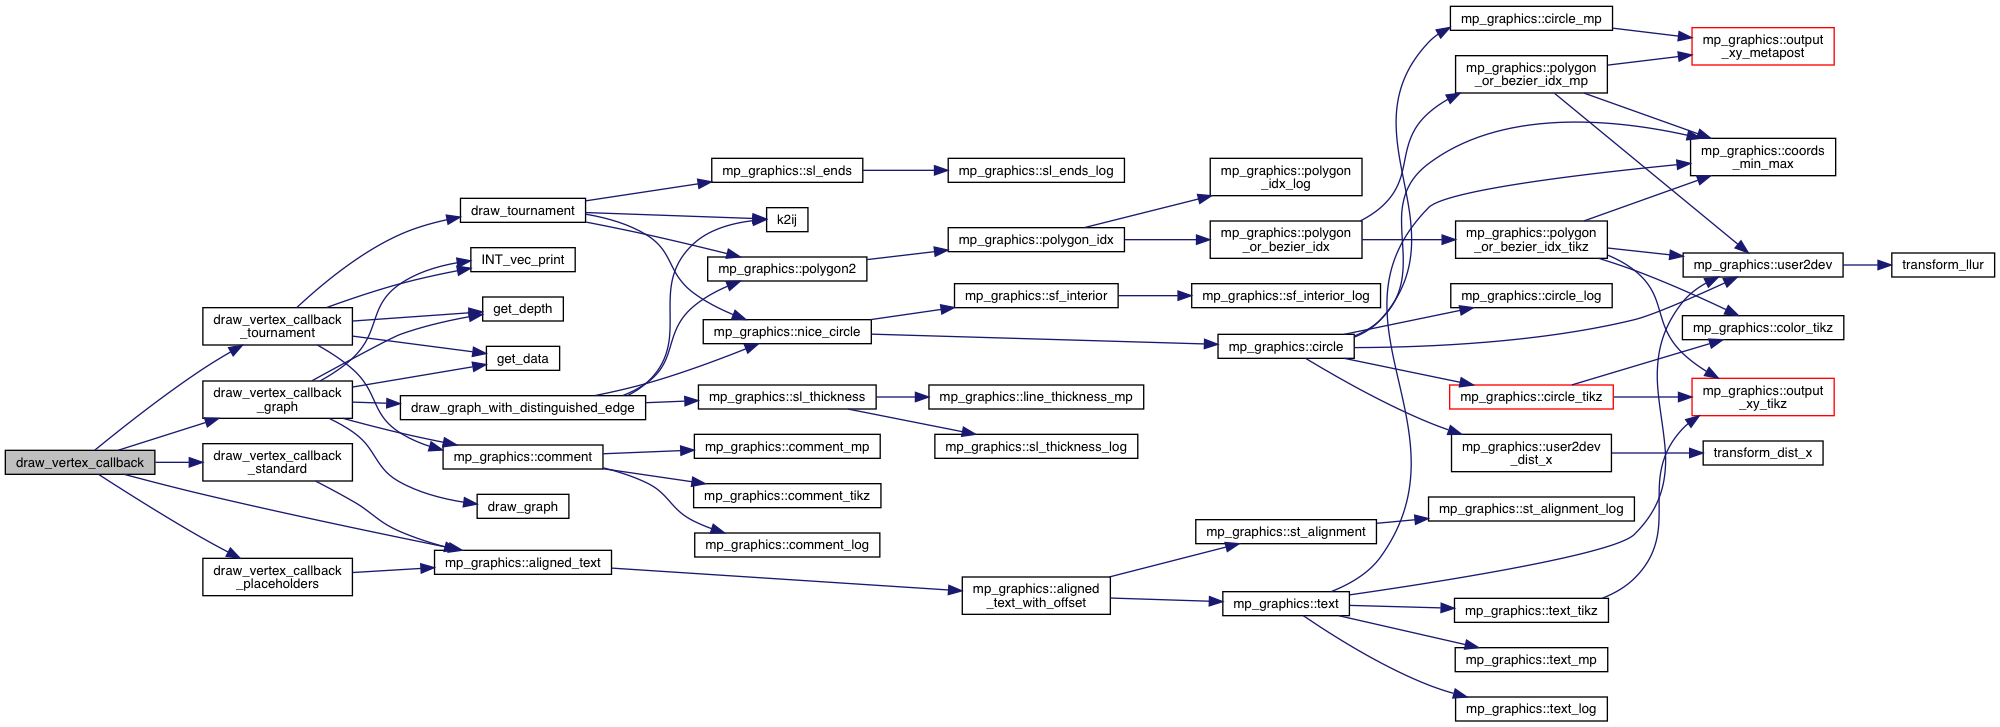 draw_vertex_callback
draw_vertex_callback
_tournament
draw_vertex_callback
_graph
draw_vertex_callback
_standard
draw_vertex_callback
_placeholders
draw_tournament
INT_vec_print
get_depth
get_data
draw_graph_with_distinguished_edge
mp_graphics::comment
draw_graph
mp_graphics::aligned_text
mp_graphics::sl_ends
k2ij
mp_graphics::polygon2
mp_graphics::nice_circle
mp_graphics::sl_thickness
mp_graphics::comment_mp
mp_graphics::comment_tikz
mp_graphics::comment_log
mp_graphics::sl_ends_log
mp_graphics::polygon_idx
mp_graphics::sf_interior
mp_graphics::line_thickness_mp
mp_graphics::sl_thickness_log
mp_graphics::aligned
_text_with_offset
mp_graphics::polygon
_idx_log
mp_graphics::polygon
_or_bezier_idx
mp_graphics::sf_interior_log
mp_graphics::circle
mp_graphics::st_alignment
mp_graphics::text
mp_graphics::circle_mp
mp_graphics::polygon
_or_bezier_idx_mp
mp_graphics::polygon
_or_bezier_idx_tikz
mp_graphics::circle_log
mp_graphics::circle_tikz
mp_graphics::user2dev
_dist_x
mp_graphics::st_alignment_log
mp_graphics::text_tikz
mp_graphics::text_mp
mp_graphics::text_log
mp_graphics::output
_xy_metapost
mp_graphics::coords
_min_max
mp_graphics::user2dev
mp_graphics::color_tikz
mp_graphics::output
_xy_tikz
transform_dist_x
transform_llur